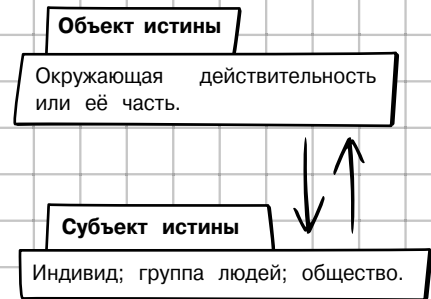 Объект истины
Окружающая действительность
или её часть.
Субъект истины
Индивид; группа людей; общество.